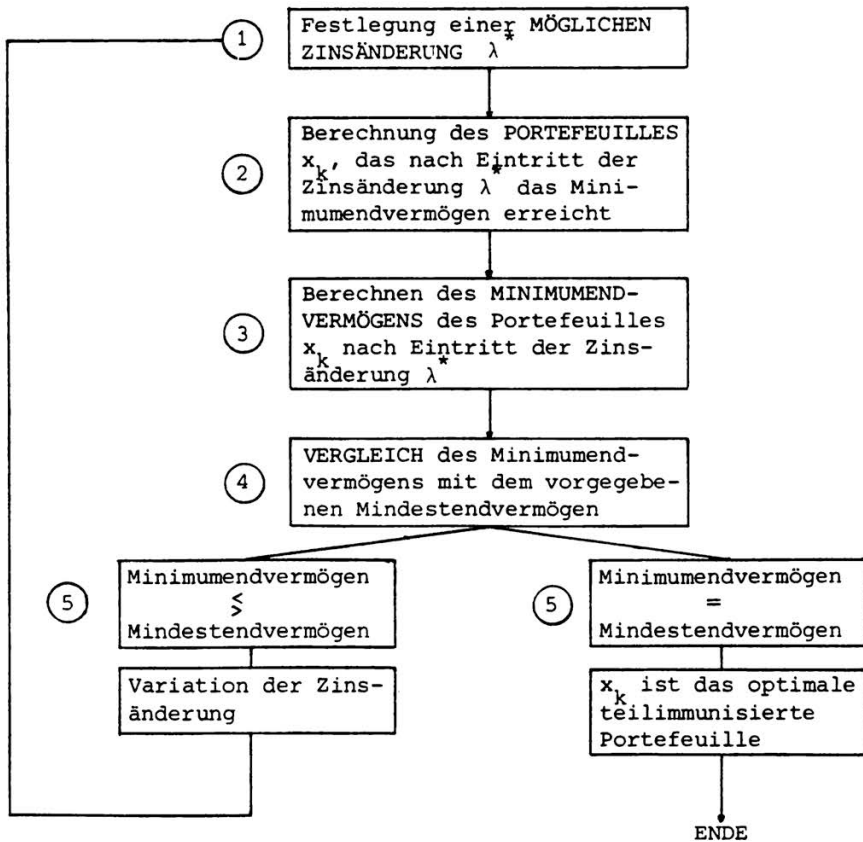 1
Festlegung einer MÖGLICHEN
ZINSÄNDERUNG λ*
2
Berechnung des PORTEFEUILLES
x_k, das nach Eintritt der
Zinsänderung λ* das Mini-
mumendvermögen erreicht
3
Berechnen des MINIMUMEND-
VERMÖGENS des Portefeuilles
x_k nach Eintritt der Zins-
änderung λ*
4
VERGLEICH des Minimumend-
vermögens mit dem vorgegebe-
nen Mindestendvermögen
5
Minimumendvermögen
≶
Mindestendvermögen
Variation der Zins-
änderung
5
Minimumendvermögen
=
Mindestendvermögen
x_k ist das optimale
teilimmunisierte
Portefeuille
ENDE